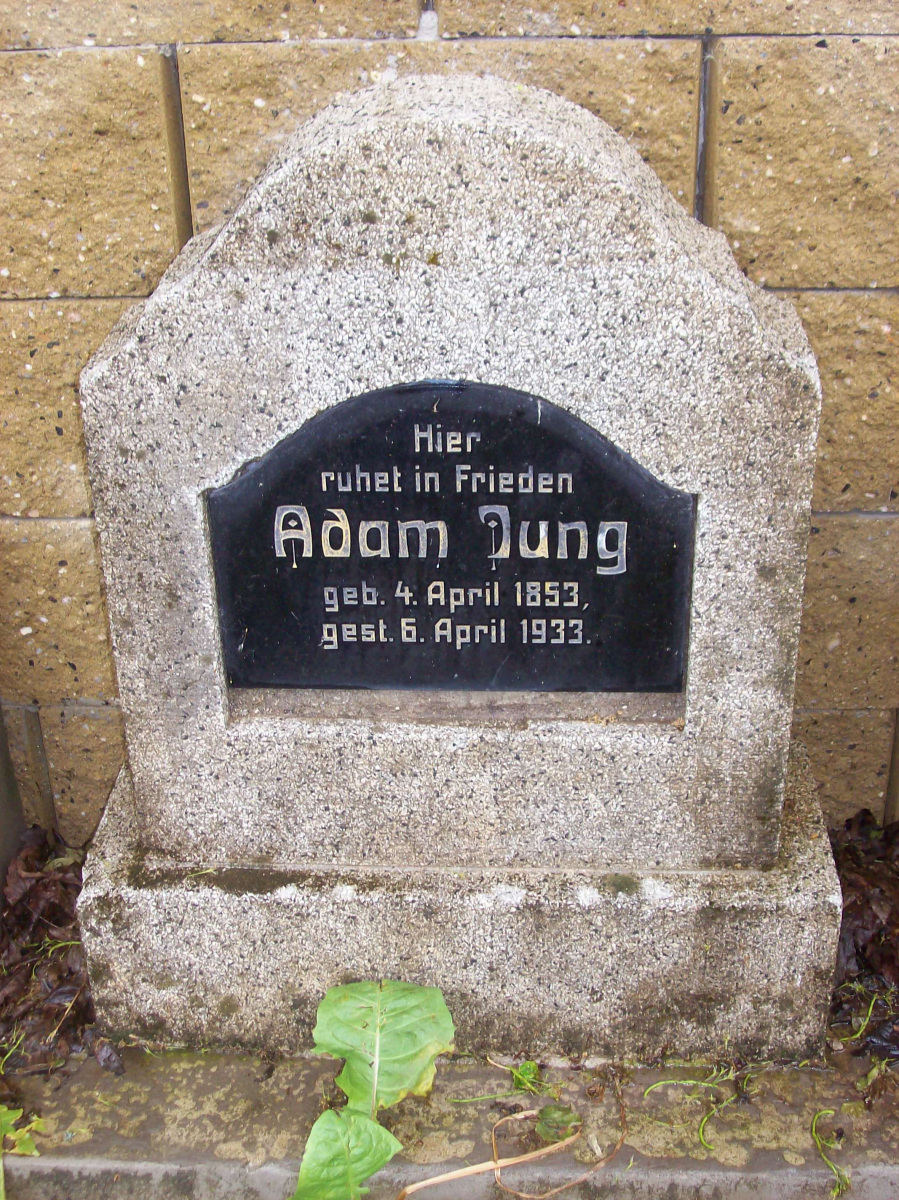 Hier
ruhet in Frieden
Adam Jung
geb. 4. April 1853,
gest. 6. April 1933.